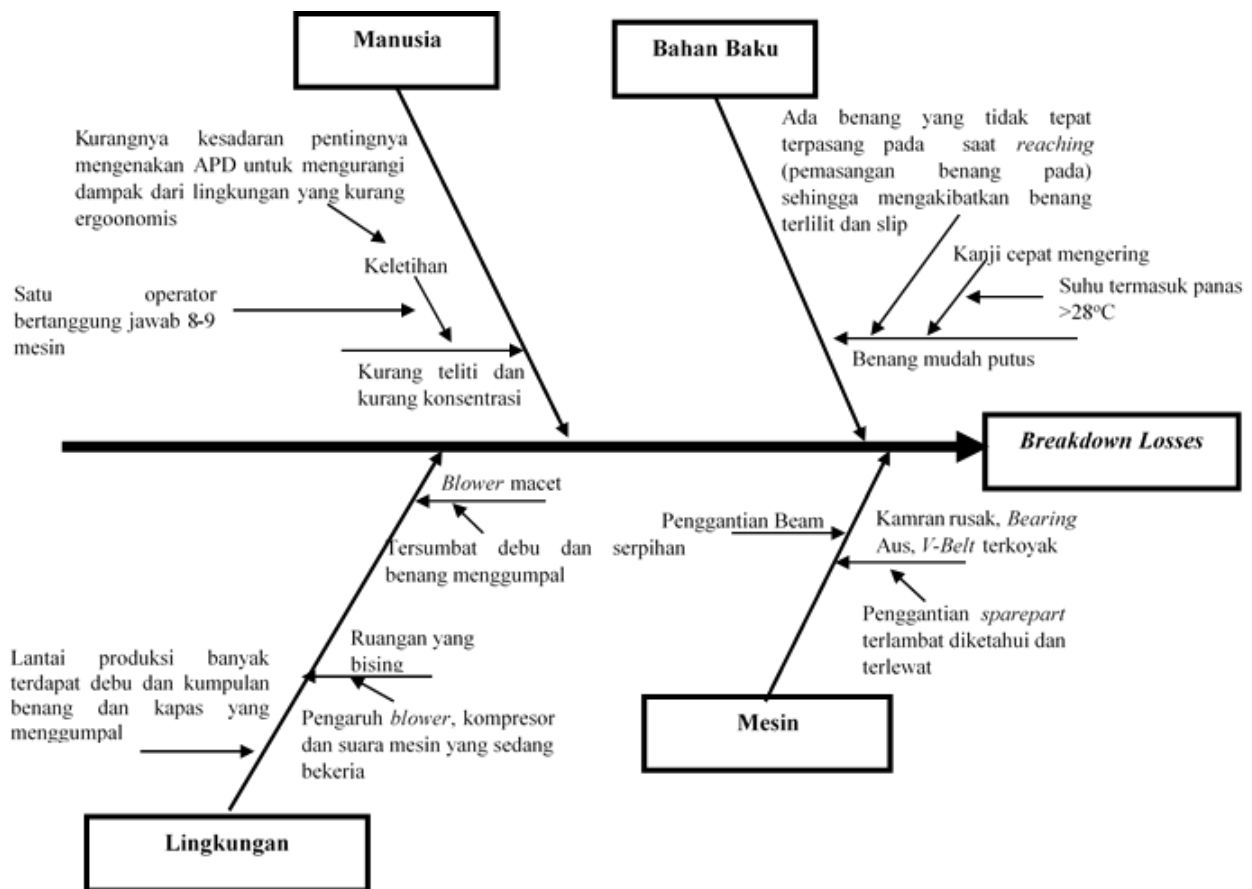 Manusia
Bahan Baku
Kurangnya kesadaran pentingnya
mengenakan APD untuk mengurangi
dampak dari lingkungan yang kurang
ergoonomis
Keletihan
Satu operator
bertanggung jawab 8-9
mesin
Kurang teliti dan
kurang konsentrasi
Ada benang yang tidak tepat
terpasang pada saat reaching
(pemasangan benang pada)
sehingga mengakibatkan benang
terlilit dan slip
Kanji cepat mengering
Suhu termasuk panas
>28°C
Benang mudah putus
Breakdown Losses
Blower macet
Tersumbat debu dan serpihan
benang menggumpal
Ruangan yang
bising
Lantai produksi banyak
terdapat debu dan kumpulan
benang dan kapas yang
menggumpal
Pengaruh blower, kompresor
dan suara mesin yang sedang
bekeria
Lingkungan
Penggantian Beam
Kamran rusak, Bearing
Aus, V-Belt terkoyak
Penggantian sparepart
terlambat diketahui dan
terlewat
Mesin